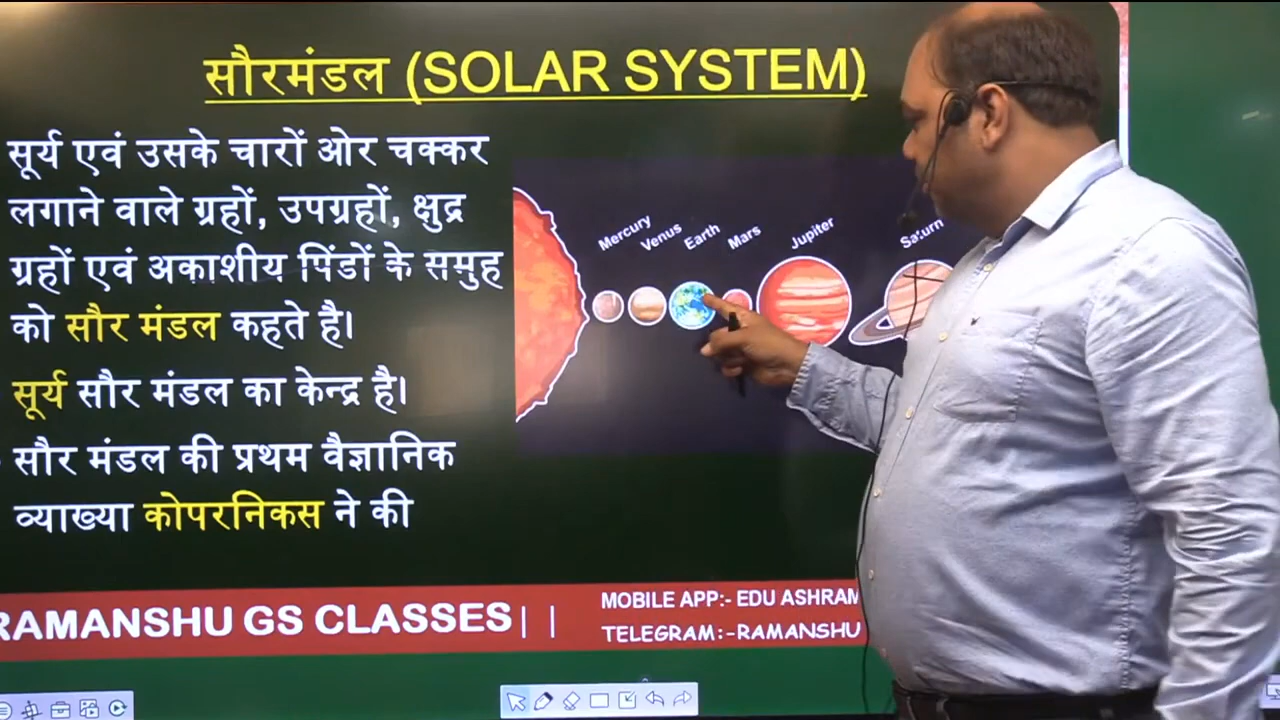 सौरमंडल (SOLAR SYSTEM)
सूर्य एवं उसके चारों ओर चक्कर
लगाने वाले ग्रहों, उपग्रहों, क्षुद्र
ग्रहों एवं अकाशीय पिंडों के समुह
को सौर मंडल कहते है।
सूर्य सौर मंडल का केन्द्र है।
सौर मंडल की प्रथम वैज्ञानिक
व्याख्या कोपरनिकस ने की
Mercury
Venus
Earth
Mars
Jupiter
Saturn
RAMANSHU GS CLASSES| |
MOBILE APP:- EDU ASHRAM
TELEGRAM:-RAMANSHU